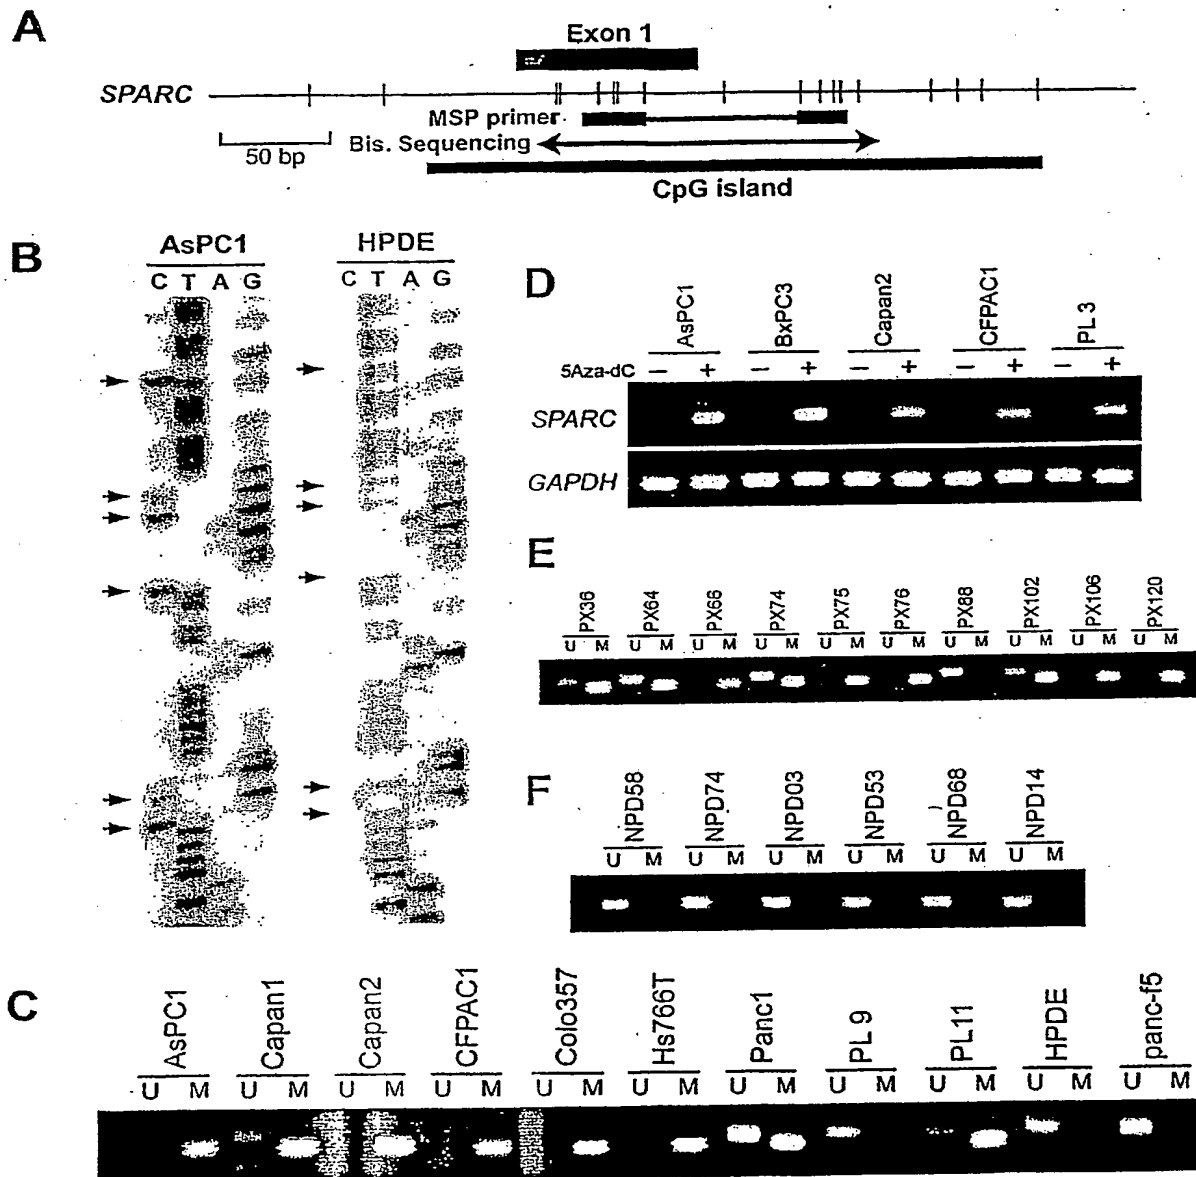 A
Exon 1
SPARC
MSP primer
50 bp
Bis. Sequencing
CpG island
B
AsPC1 HPDE
C T A G C T A G
D
AsPC1 BxPC3 Capan2 CFPAC1 PL 3
5Aza-dC − + − + − + − + − +
SPARC
GAPDH
E
PX36 PX64 PX66 PX74 PX75 PX76 PX88 PX102 PX106 PX120
U M U M U M U M U M U M U M U M U M U M
F
NPD58 NPD74 NPD03 NPD53 NPD68 NPD14
U M U M U M U M U M U M
C
AsPC1 Capan1 Capan2 CFPAC1 Colo357 Hs766T Panc1 PL 9 PL11 HPDE panc-f5
U M U M U M U M U M U M U M U M U M U M U M